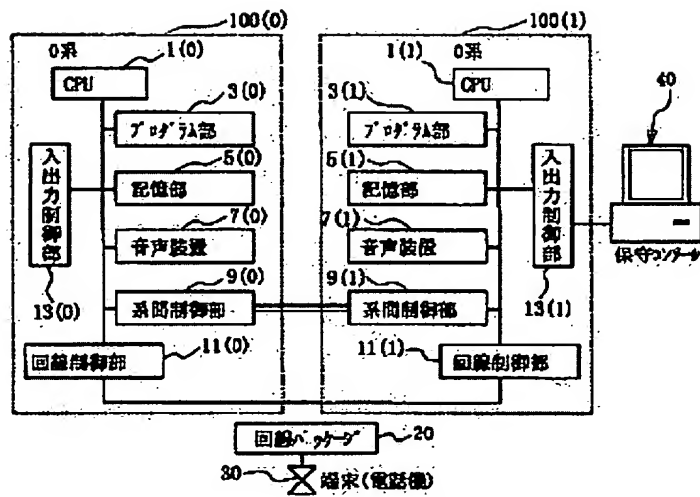 100(0)
100(1)
0系
1(0)
CPU
3(0)
プログラム部
5(0)
記憶部
7(0)
音声装置
9(0)
系間制御部
入出力制御部
13(0)
11(0)
回線制御部
0系
1(1)
CPU
3(1)
プログラム部
5(1)
記憶部
7(1)
音声装置
9(1)
系間制御部
入出力制御部
13(1)
11(1)
回線制御部
40
保守コンソール
回線パッケージ
20
30
端末(電話機)